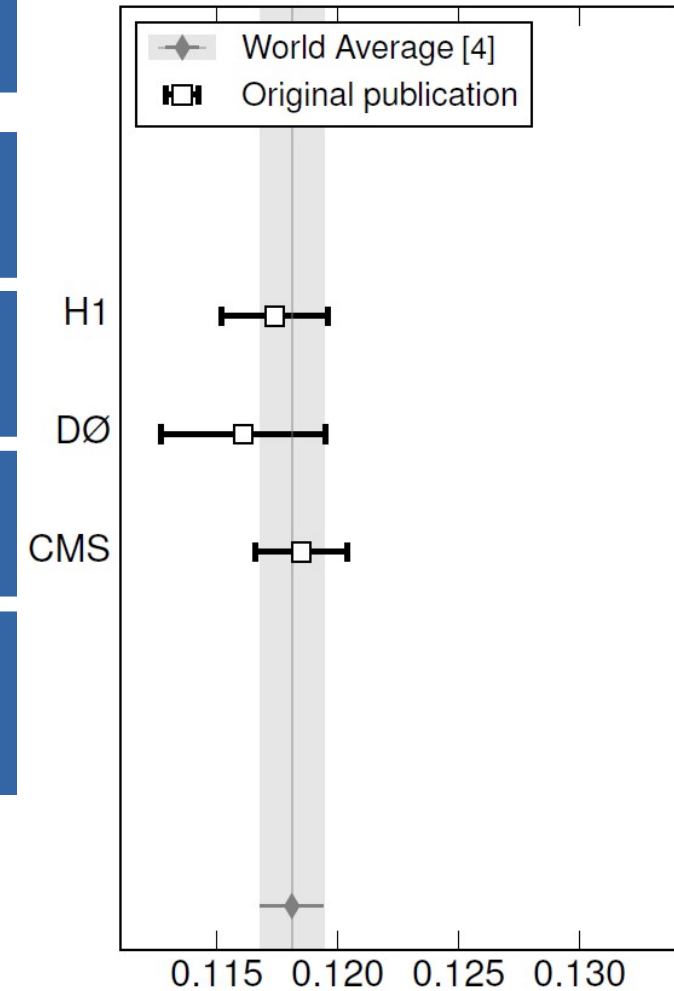 World Average [4]
Original publication
H1
DØ
CMS
0.115 0.120 0.125 0.130